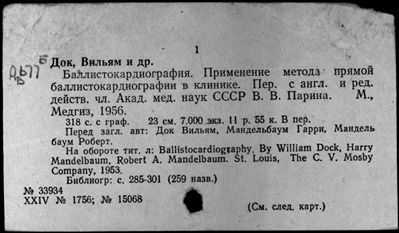 1
Док, Вильям и др.
Баллистокардиография. Применение метода прямой
баллистокардиографии в клинике. Пер. с англ. и ред.
действ. чл. Акад. мед. наук СССР В. В. Парина. М.,
Медгиз, 1956.
318 с. с граф. 23 см. 7.000 экз. 11 р. 55 к. В пер.
Перед загл. авт: Док Вильям, Мандельбаум Гарри, Мандель
баум Роберт.
На обороте тит. л: Ballistocardiography. By William Dock, Harry
Mandelbaum, Robert A. Mandelbaum. St. Louis, The C. V. Mosby
Company, 1953.
Библиогр: с. 285-301 (259 назв.)
№ 33934
XXIV № 1756; № 15068
(См. след. карт.)